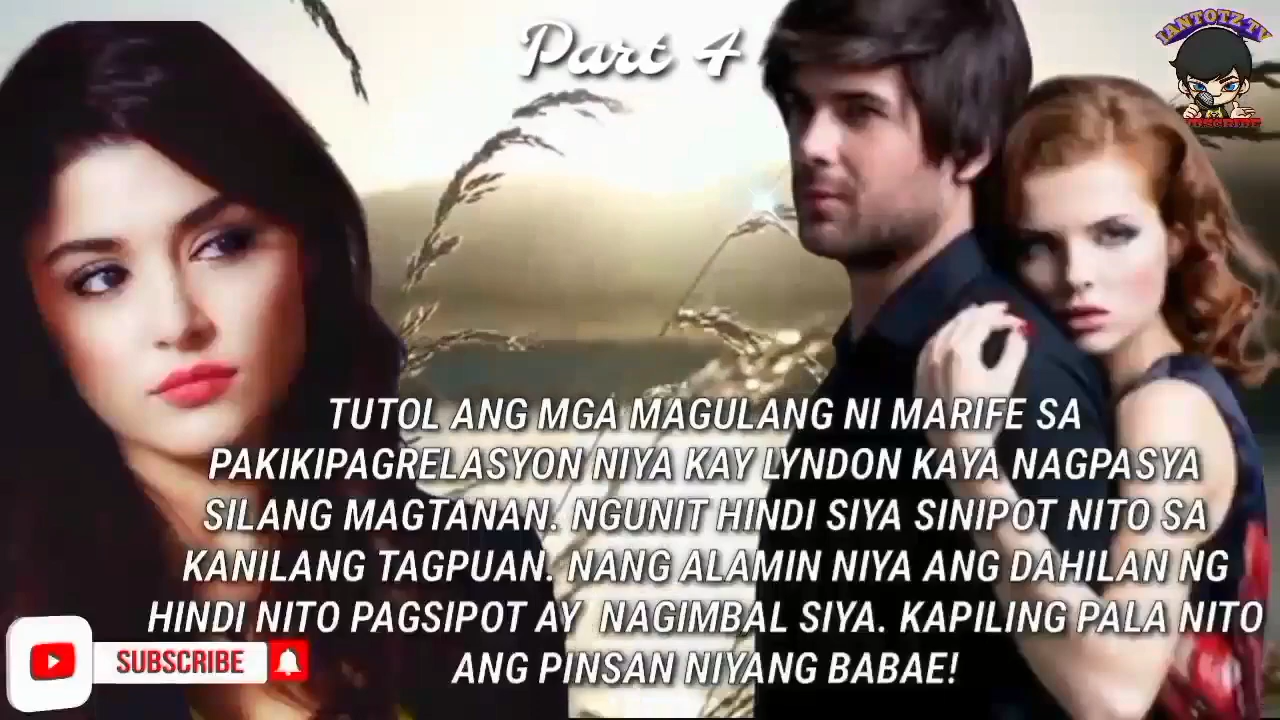 Part 4
IANTOTZ TV
TUTOL ANG MGA MAGULANG NI MARIFE SA
PAKIKIPAGRELASYON NIYA KAY LYNDON KAYA NAGPASYA
SILANG MAGTANAN. NGUNIT HINDI SIYA SINIPOT NITO SA
KANILANG TAGPUAN. NANG ALAMIN NIYA ANG DAHILAN NG
HINDI NITO PAGSIPOT AY NAGIMBAL SIYA. KAPILING PALA NITO
ANG PINSAN NIYANG BABAE!
SUBSCRIBE